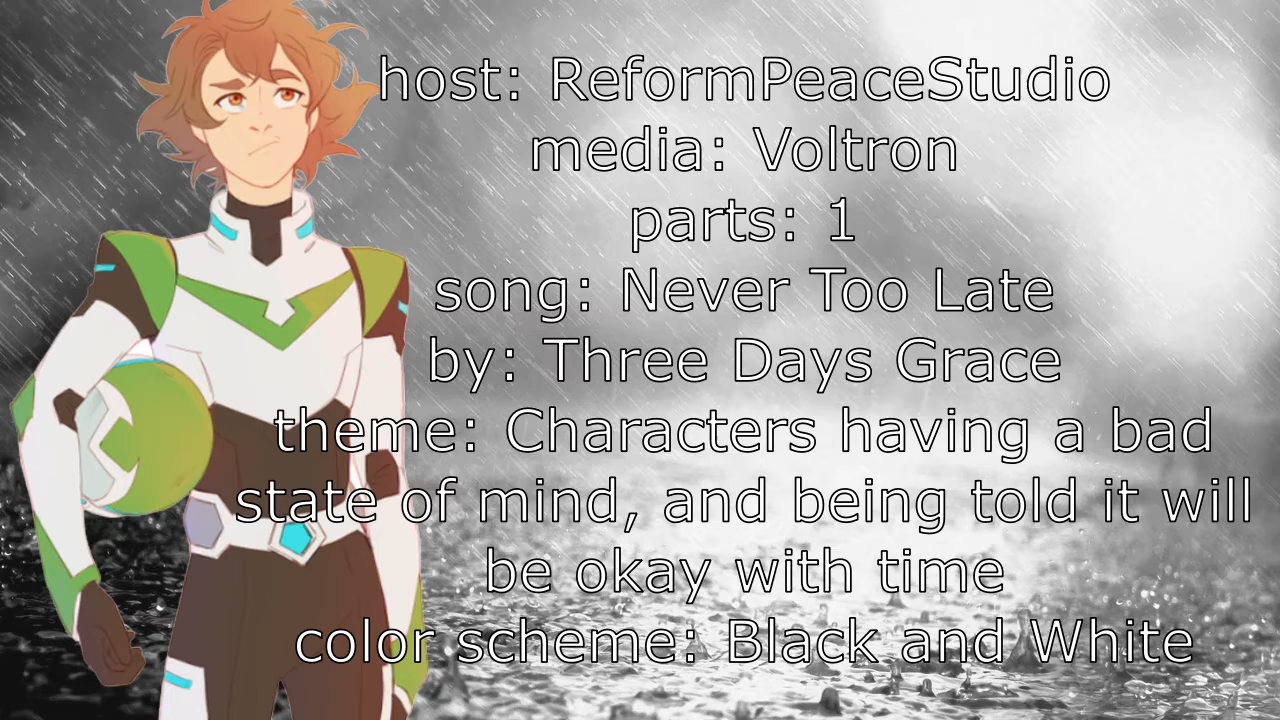 host: ReformPeaceStudio
media: Voltron
parts: 1
song: Never Too Late
by: Three Days Grace
theme: Characters having a bad
state of mind, and being told it will
be okay with time
color scheme: Black and White